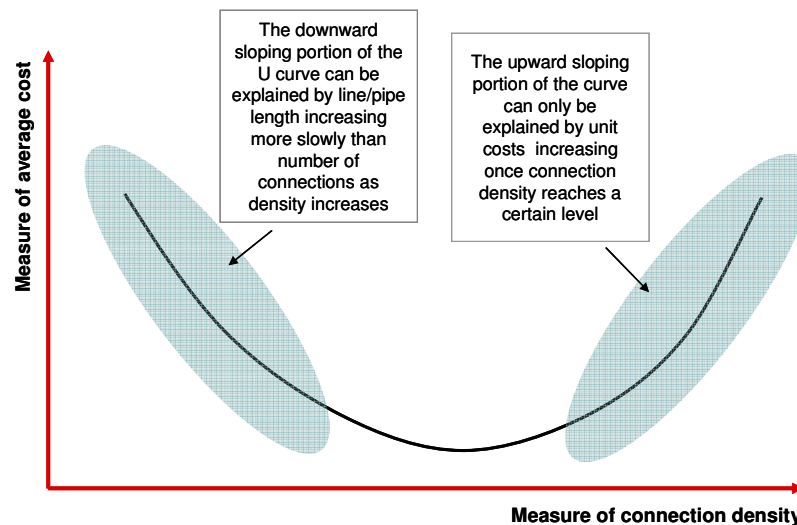 The downward
sloping portion of the
U curve can be
explained by line/pipe
length increasing
more slowly than
number of
connections as
density increases
The upward sloping
portion of the curve
can only be
explained by unit
costs increasing
once connection
density reaches a
certain level
Measure of average cost
Measure of connection density